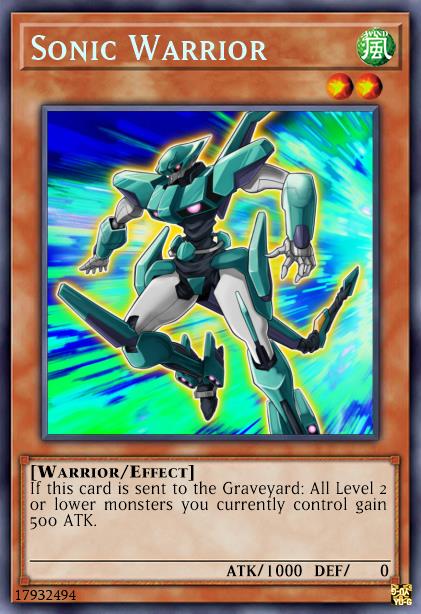 SONIC WARRIOR
WIND
風
[WARRIOR/EFFECT]
If this card is sent to the Graveyard: All Level 2
or lower monsters you currently control gain
500 ATK.
ATK/1000 DEF/ 0
17932494